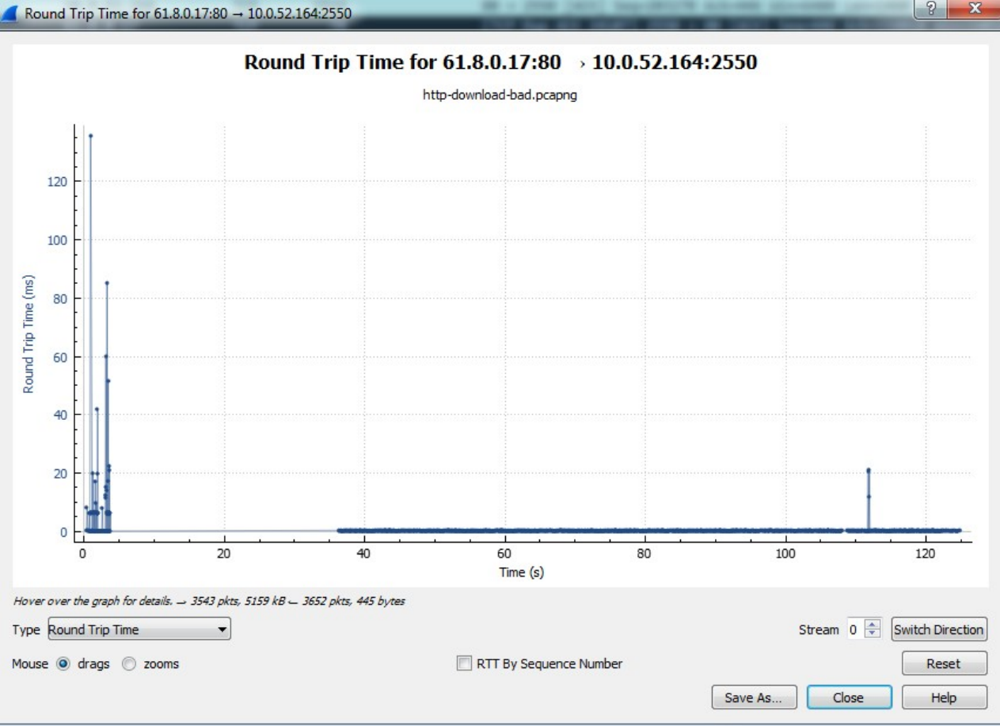 Round Trip Time for 61.8.0.17:80 → 10.0.52.164:2550
?
X
Round Trip Time for 61.8.0.17:80 → 10.0.52.164:2550
http-download-bad.pcapng
Round Trip Time (ms)
120
100
80
60
40
20
0
0 20 40 60 80 100 120
Time (s)
Hover over the graph for details. → 3543 pkts, 5159 kB ← 3652 pkts, 445 bytes
Type Round Trip Time Stream 0 Switch Direction
Mouse drags zooms RTT By Sequence Number Reset
Save As... Close Help